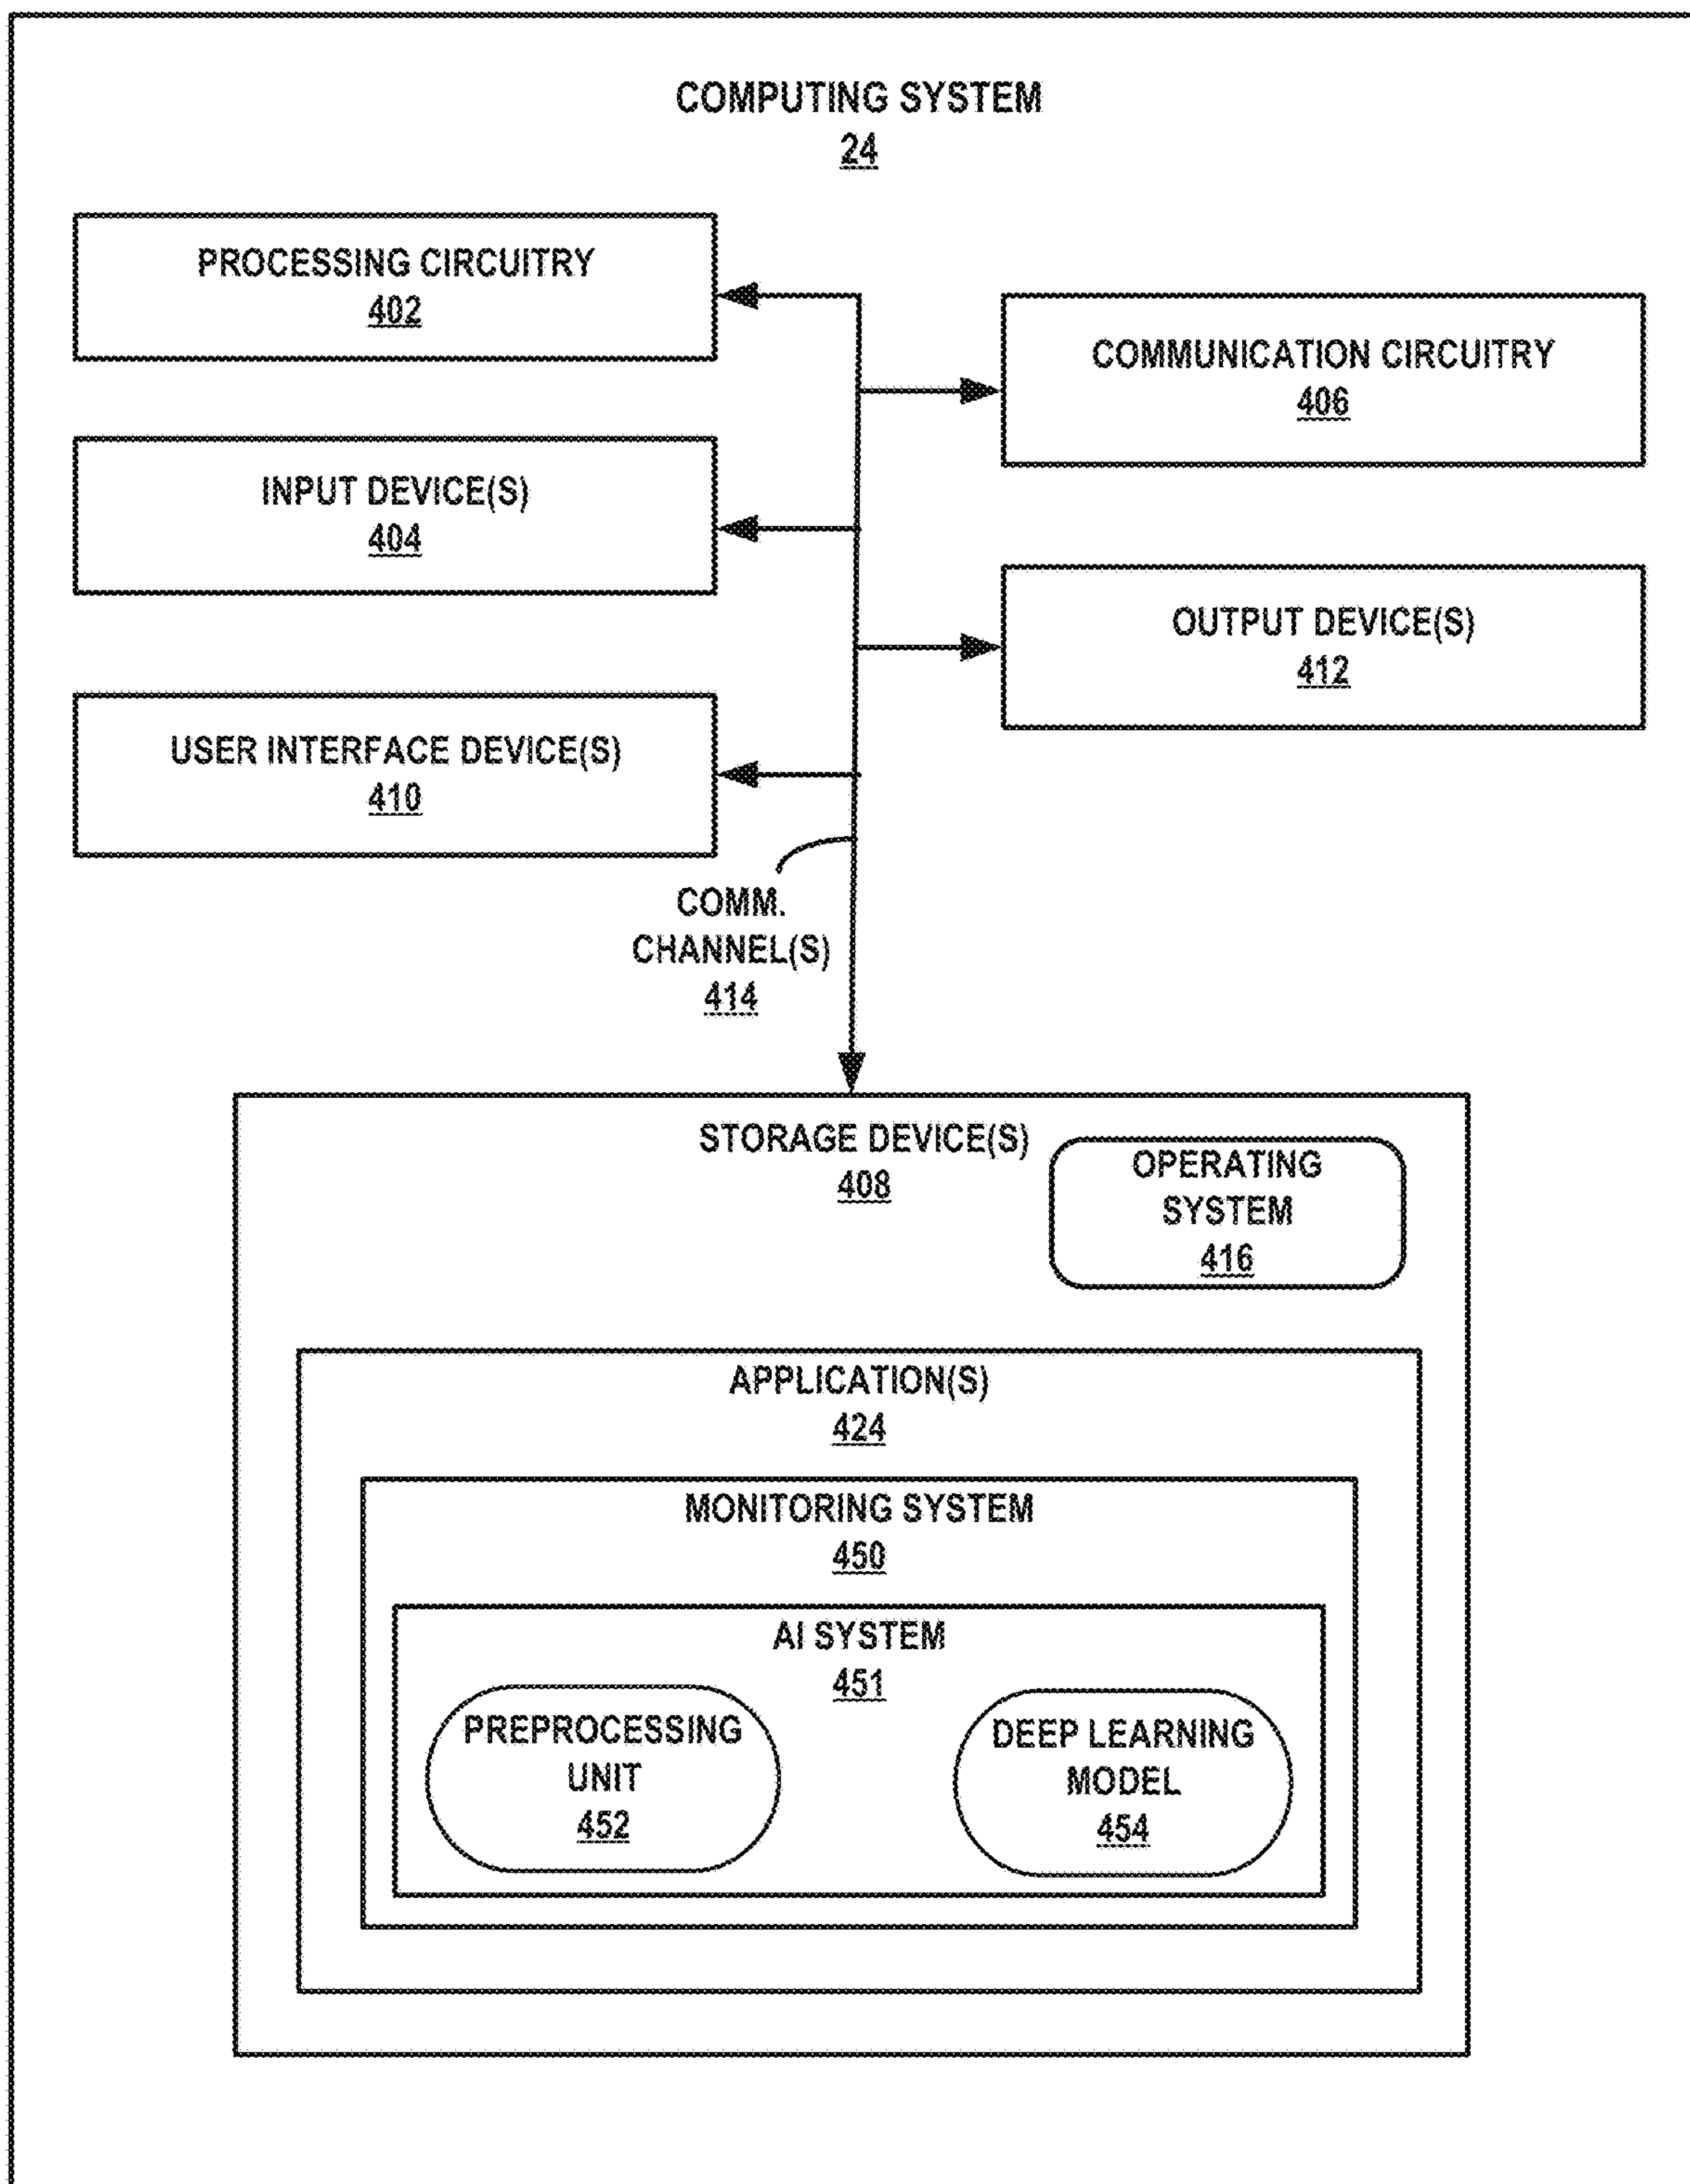 COMPUTING SYSTEM
24
PROCESSING CIRCUITRY
402
COMMUNICATION CIRCUITRY
406
INPUT DEVICE(S)
404
OUTPUT DEVICE(S)
412
USER INTERFACE DEVICE(S)
410
COMM.
CHANNEL(S)
414
STORAGE DEVICE(S)
408
OPERATING
SYSTEM
416
APPLICATION(S)
424
MONITORING SYSTEM
450
AI SYSTEM
451
PREPROCESSING
UNIT
452
DEEP LEARNING
MODEL
454